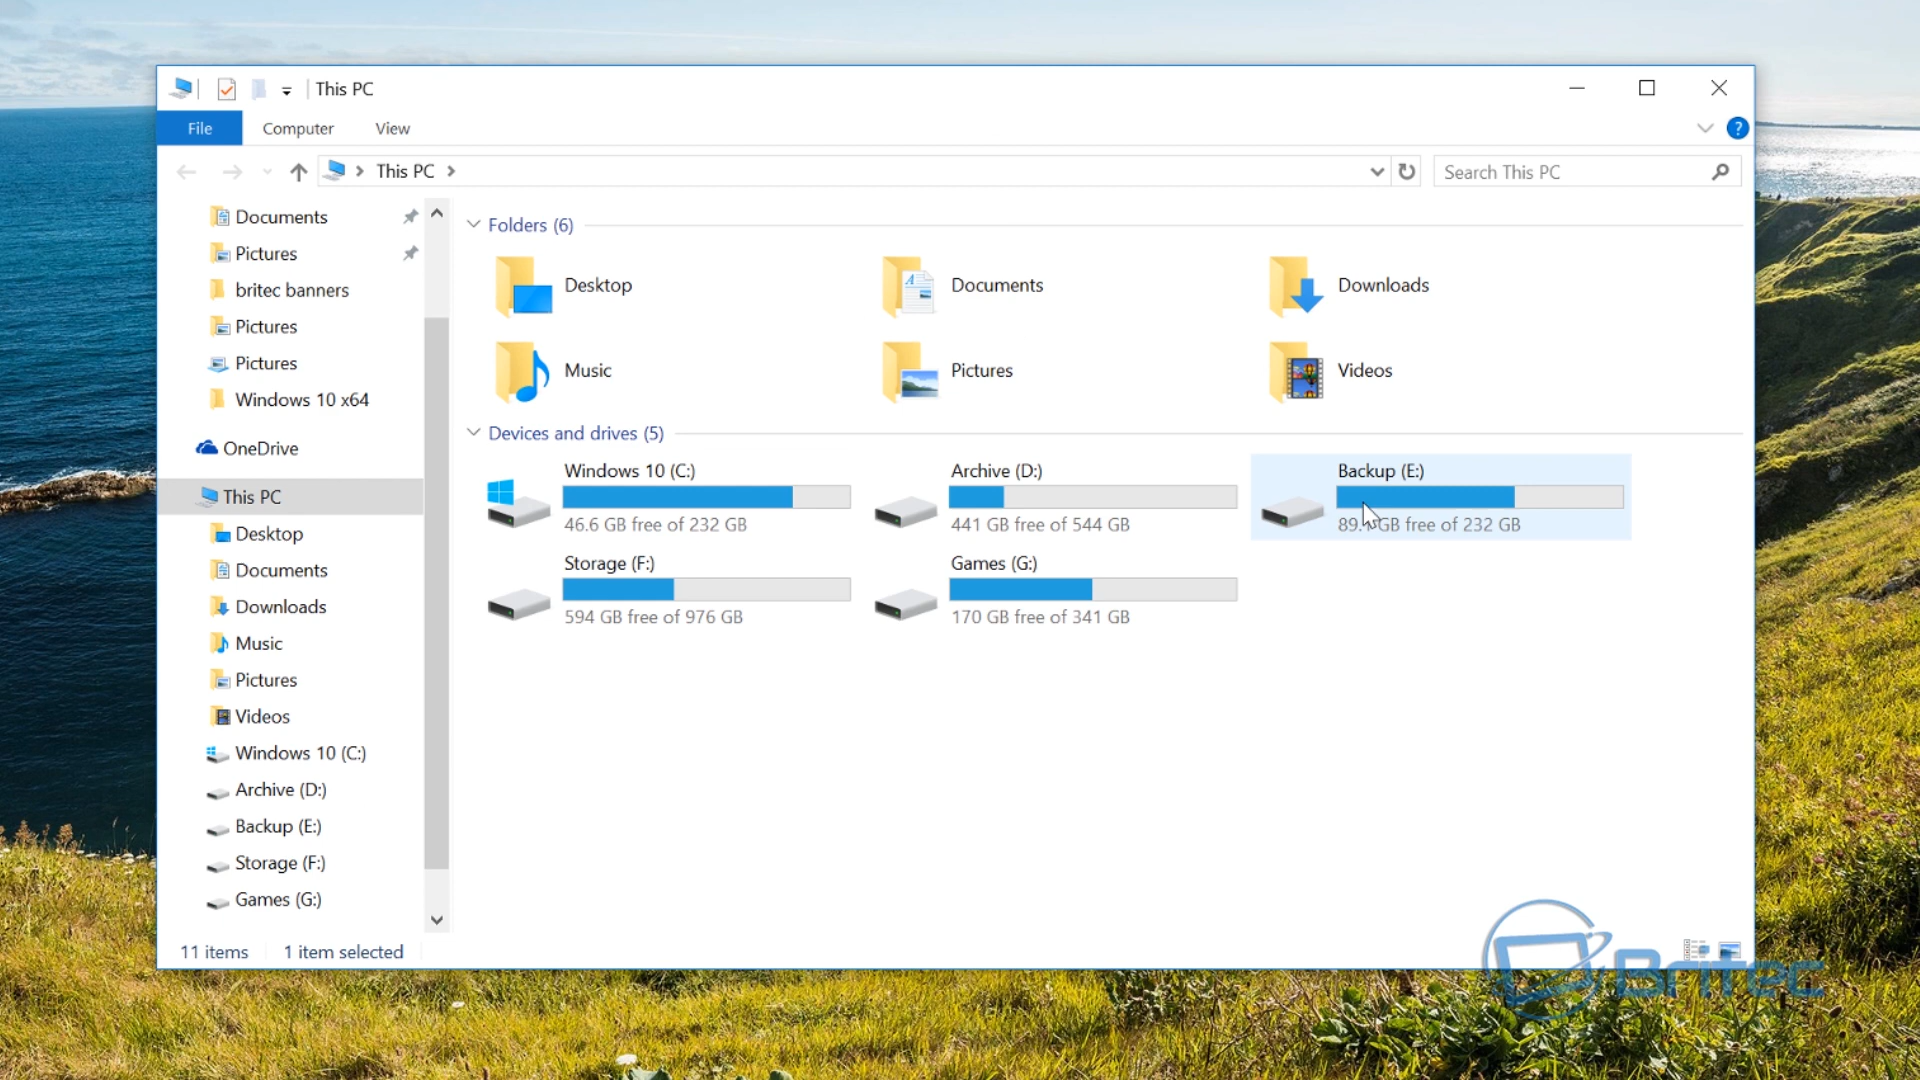 This PC
File Computer View
This PC
Search This PC
Documents
Pictures
britec banners
Pictures
Pictures
Windows 10 x64
OneDrive
This PC
Desktop
Documents
Downloads
Music
Pictures
Videos
Windows 10 (C:)
Archive (D:)
Backup (E:)
Storage (F:)
Games (G:)
Folders (6)
Desktop
Documents
Downloads
Music
Pictures
Videos
Devices and drives (5)
Windows 10 (C:)
46.6 GB free of 232 GB
Archive (D:)
441 GB free of 544 GB
Backup (E:)
GB free of 232 GB
Storage (F:)
594 GB free of 976 GB
Games (G:)
170 GB free of 341 GB
11 items 1 item selected
Britec